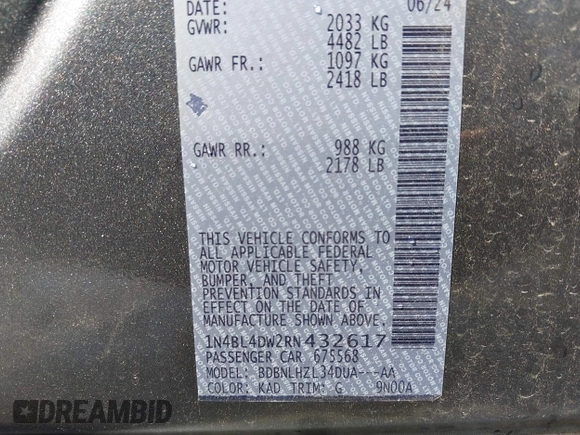 DATE: 06/24
GVWR: 2033 KG
4482 LB
GAWR FR.: 1097 KG
2418 LB
GAWR RR.: 988 KG
2178 LB
THIS VEHICLE CONFORMS TO
ALL APPLICABLE FEDERAL
MOTOR VEHICLE SAFETY,
BUMPER, AND THEFT
PREVENTION STANDARDS IN
EFFECT ON THE DATE OF
MANUFACTURE SHOWN ABOVE.
1N4BL4DW2RN432617
PASSENGER CAR 675568
MODEL: BDBNLHZL34DUA---AA
COLOR: KAD TRIM: G 9N00A
DREAMBID